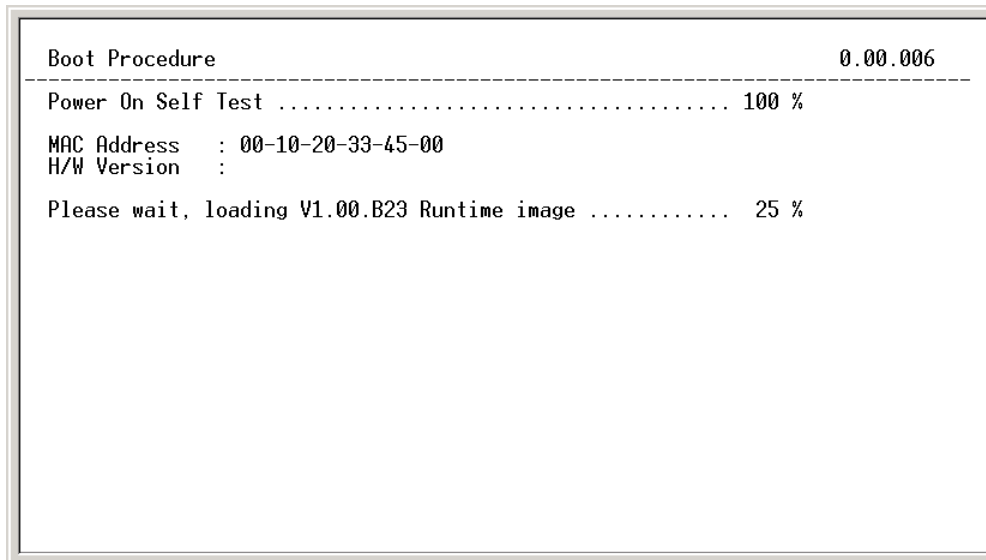 Boot Procedure 0.00.006
--------------------------------------------------------------------------------
Power On Self Test ...................................... 100 %
MAC Address : 00-10-20-33-45-00
H/W Version :
Please wait, loading V1.00.B23 Runtime image ............ 25 %